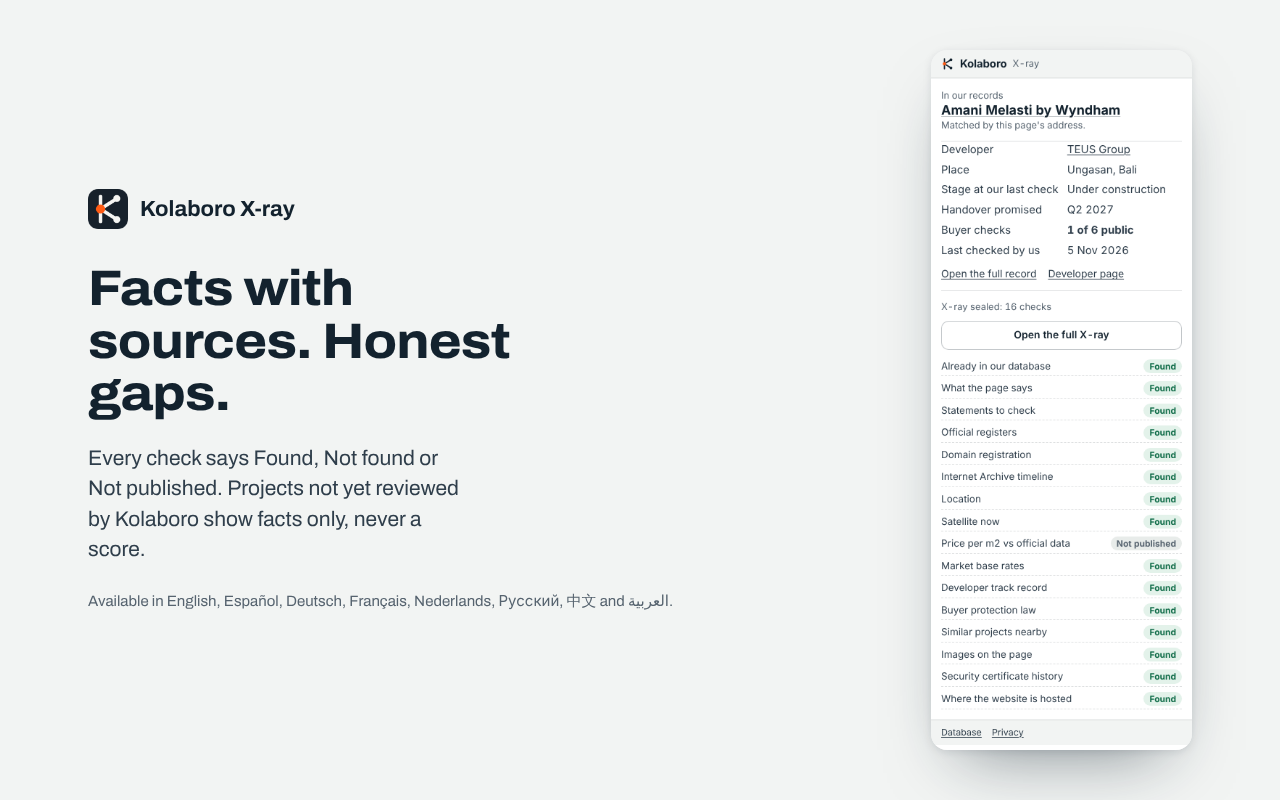 Kolaboro X-ray
Facts with
sources. Honest
gaps.
Every check says Found, Not found or
Not published. Projects not yet reviewed
by Kolaboro show facts only, never a
score.
Available in English, Español, Deutsch, Français, Nederlands, Русский, 中文 and العربية.
Kolaboro X-ray
In our records
Amani Melasti by Wyndham
Matched by this page's address.
Developer TEUS Group
Place Ungasan, Bali
Stage at our last check Under construction
Handover promised Q2 2027
Buyer checks 1 of 6 public
Last checked by us 5 Nov 2026
Open the full record Developer page
X-ray sealed: 16 checks
Open the full X-ray
Already in our database Found
What the page says Found
Statements to check Found
Official registers Found
Domain registration Found
Internet Archive timeline Found
Location Found
Satellite now Found
Price per m2 vs official data Not published
Market base rates Found
Developer track record Found
Buyer protection law Found
Similar projects nearby Found
Images on the page Found
Security certificate history Found
Where the website is hosted Found
Database Privacy